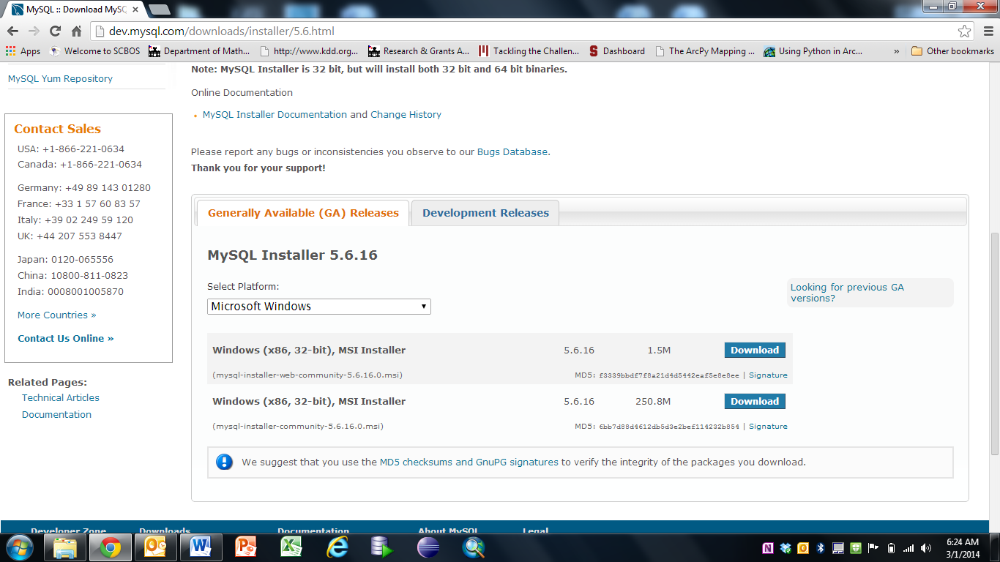 MySQL :: Download MySQL
dev.mysql.com/downloads/installer/5.6.html
Apps
Welcome to SCBOS
Department of Math...
http://www.kdd.org...
Research & Grants A...
Tackling the Challen...
Dashboard
The ArcPy Mapping ...
Using Python in Arc...
»
Other bookmarks
MySQL Yum Repository
Contact Sales
USA: +1-866-221-0634
Canada: +1-866-221-0634
Germany: +49 89 143 01280
France: +33 1 57 60 83 57
Italy: +39 02 249 59 120
UK: +44 207 553 8447
Japan: 0120-065556
China: 10800-811-0823
India: 0008001005870
More Countries »
Contact Us Online »
Related Pages:
Technical Articles
Documentation
Note: MySQL Installer is 32 bit, but will install both 32 bit and 64 bit binaries.
Online Documentation
• MySQL Installer Documentation and Change History
Please report any bugs or inconsistencies you observe to our Bugs Database.
Thank you for your support!
Generally Available (GA) Releases
Development Releases
MySQL Installer 5.6.16
Select Platform:
Microsoft Windows
Looking for previous GA
versions?
Windows (x86, 32-bit), MSI Installer 5.6.16 1.5M Download
(mysql-installer-web-community-5.6.16.0.msi) MD5: f3339bbdf7f8a21d4d5442eaf5e8e8ee | Signature
Windows (x86, 32-bit), MSI Installer 5.6.16 250.8M Download
(mysql-installer-community-5.6.16.0.msi) MD5: 6bb7d88d4612db5d3e2bef114232b854 | Signature
We suggest that you use the MD5 checksums and GnuPG signatures to verify the integrity of the packages you download.
Developer Zone Downloads Documentation About MySQL Legal
6:24 AM
3/1/2014